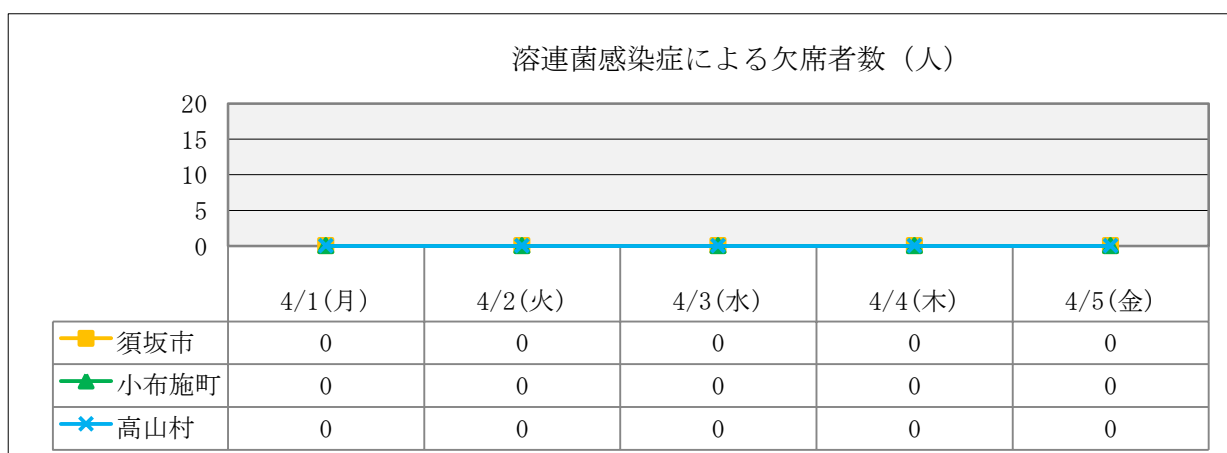 溶連菌感染症による欠席者数（人）
20
15
10
5
0
4/1(月) 4/2(火) 4/3(水) 4/4(木) 4/5(金)
須坂市 0 0 0 0 0
小布施町 0 0 0 0 0
高山村 0 0 0 0 0